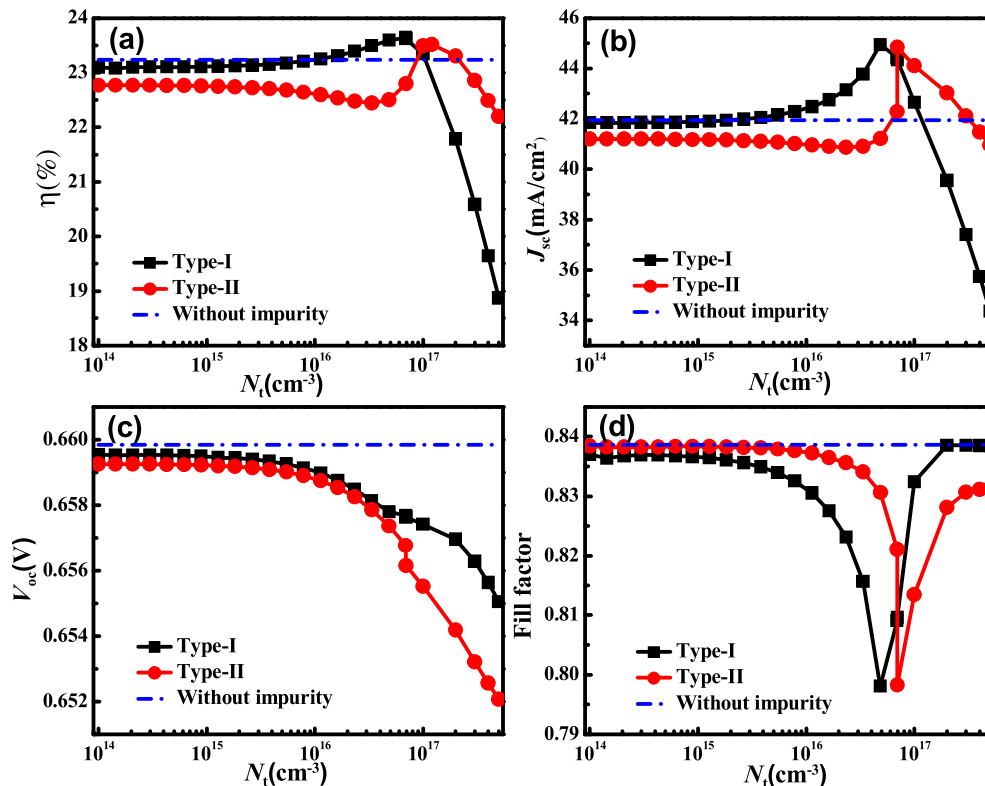 (a)
24
23
22
21
20
19
18
η(%)
Type-I
Type-II
Without impurity
10^14 10^15 10^16 10^17
N_t(cm^-3)
(b)
46
44
42
40
38
36
34
J_sc(mA/cm^2)
Type-I
Type-II
Without impurity
10^14 10^15 10^16 10^17
N_t(cm^-3)
(c)
0.660
0.658
0.656
0.654
0.652
V_oc(V)
Type-I
Type-II
Without impurity
10^14 10^15 10^16 10^17
N_t(cm^-3)
(d)
0.84
0.83
0.82
0.81
0.80
0.79
Fill factor
Type-I
Type-II
Without impurity
10^14 10^15 10^16 10^17
N_t(cm^-3)